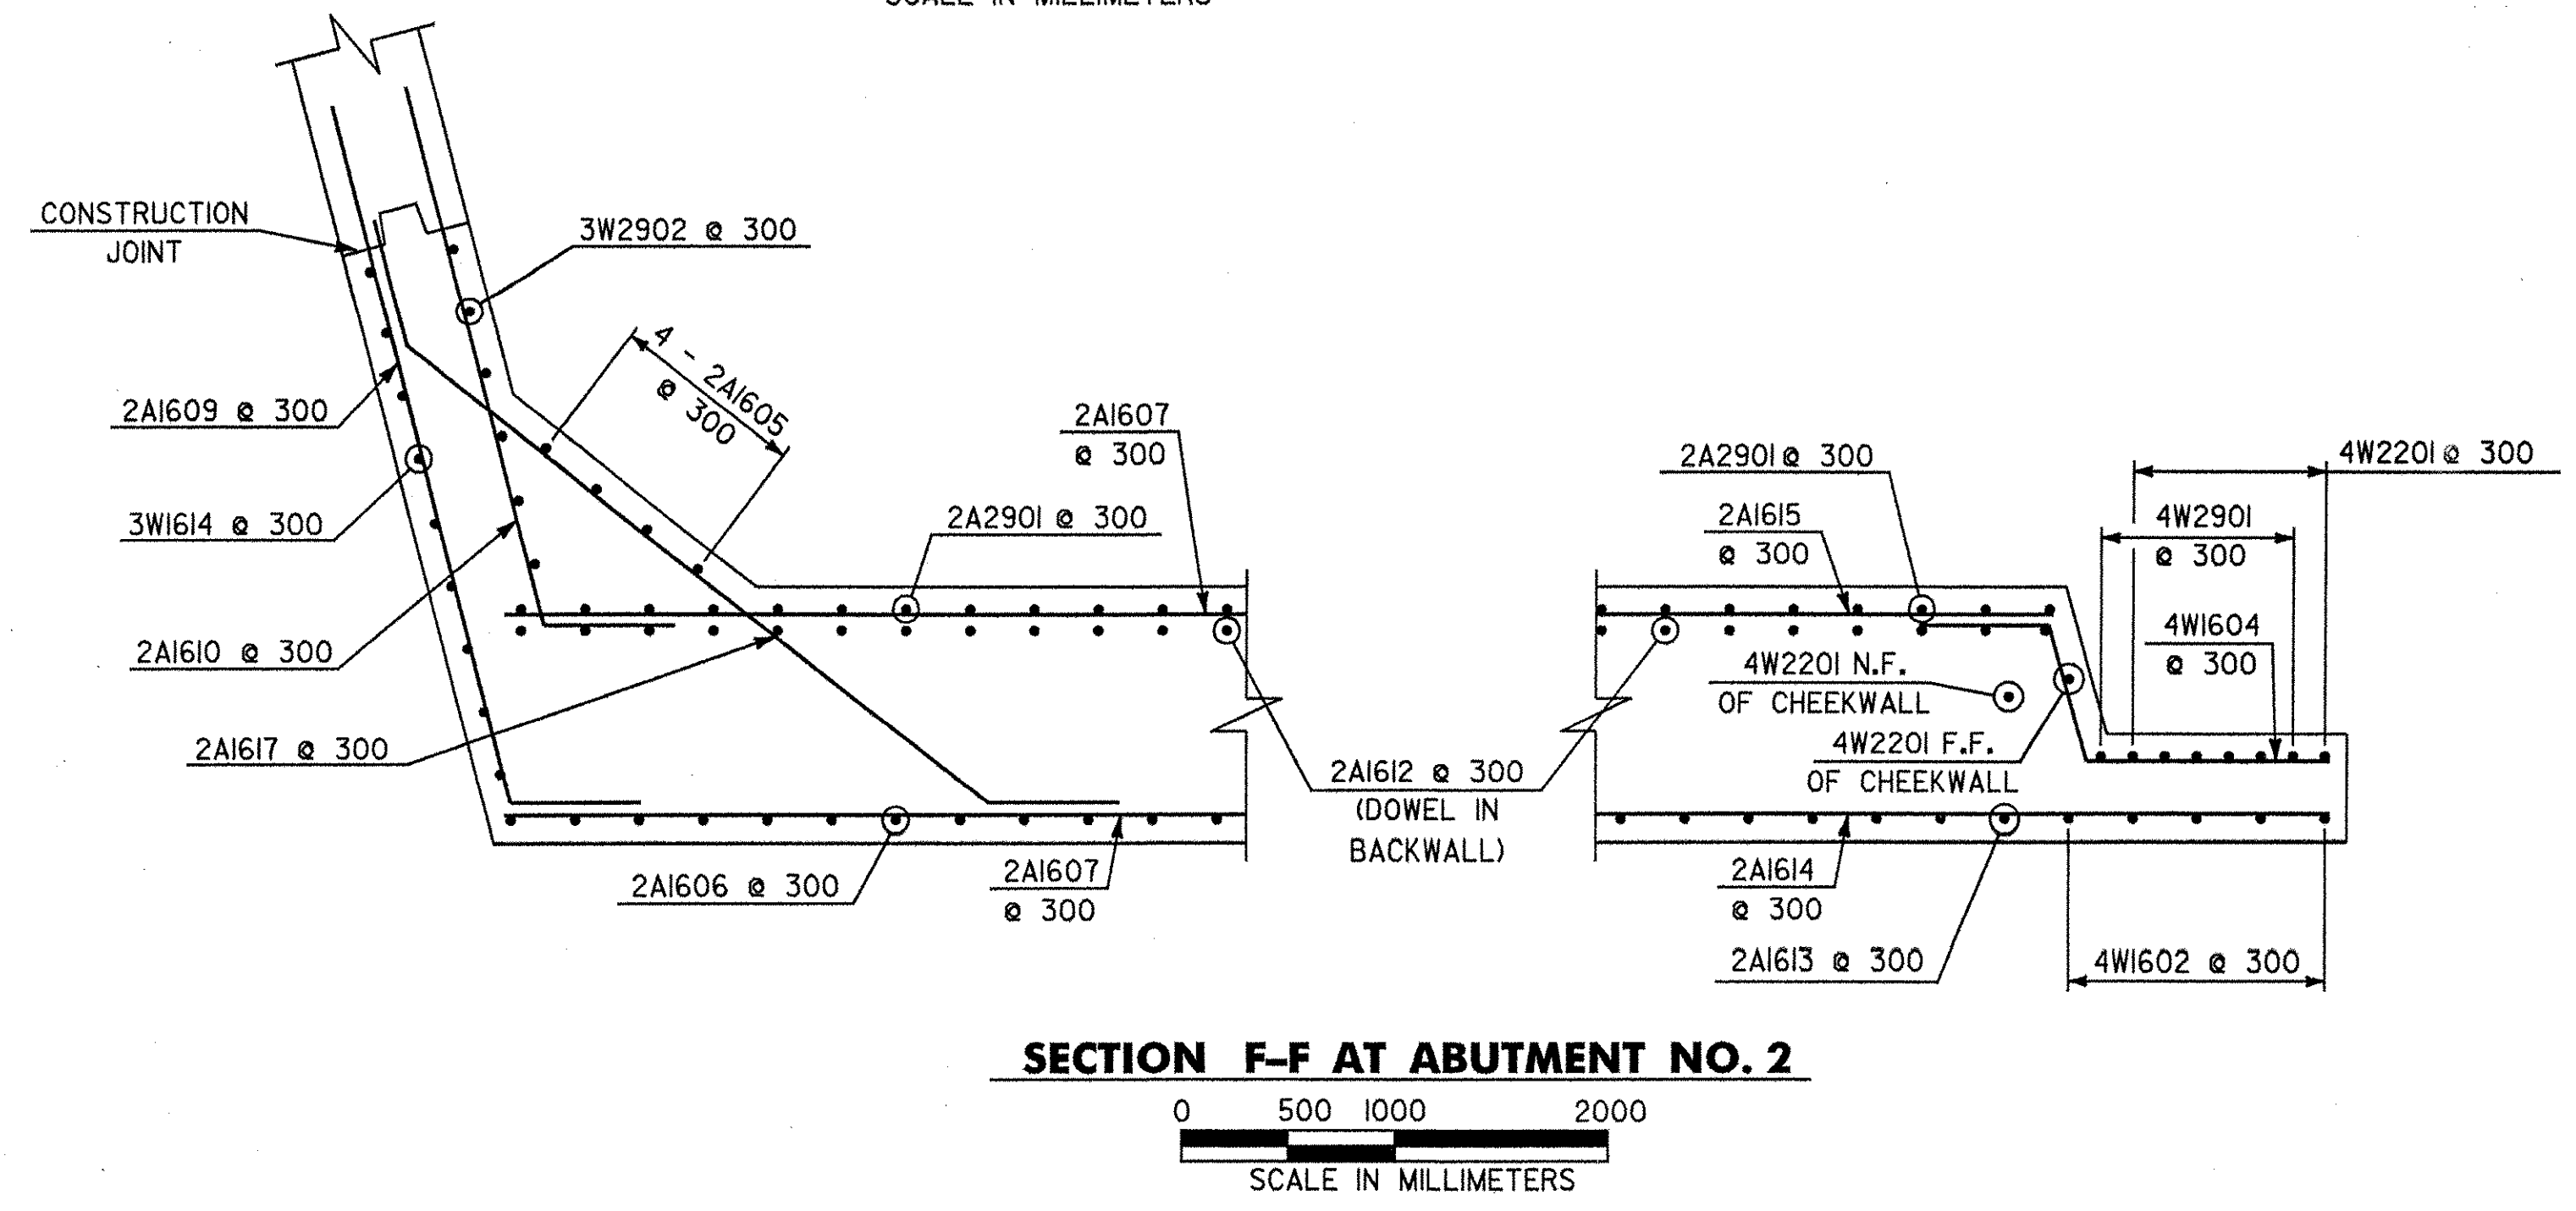 SCALE IN MILLIMETERS
CONSTRUCTION
JOINT
3W2902 @ 300
4 - 2A1605
@ 300
2A1609 @ 300
2A1607
@ 300
3W1614 @ 300
2A2901 @ 300
2A1610 @ 300
2A1617 @ 300
2A1606 @ 300
2A1607
@ 300
2A1612 @ 300
(DOWEL IN
BACKWALL)
2A2901 @ 300
2A1615
@ 300
4W2201 @ 300
4W2901
@ 300
4W1604
@ 300
4W2201 N.F.
OF CHEEKWALL
4W2201 F.F.
OF CHEEKWALL
2A1614
@ 300
2A1613 @ 300
4W1602 @ 300
SECTION F-F AT ABUTMENT NO. 2
0 500 1000 2000
SCALE IN MILLIMETERS